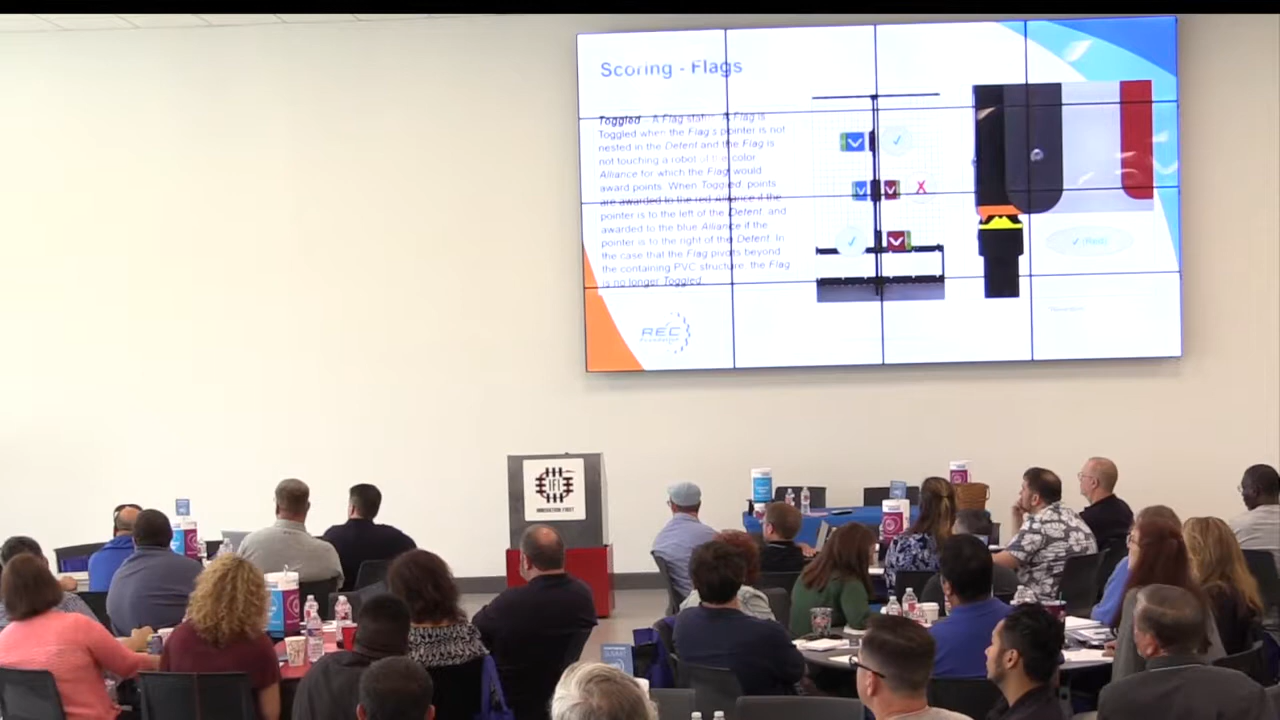 Scoring - Flags
Toggled - A Flag A Flag is
Toggled when the Flag's pointer is not
nested in the Detent and the Flag is
not touching a robot of the color
Alliance for which the Flag would
award points. When Toggled, points
are awarded to the red Alliance if the
pointer is to the left of the Detent, and
awarded to the blue Alliance if the
pointer is to the right of the Detent. In
the case that the Flag pivots beyond
the containing PVC structure, the Flag
is no longer Toggled.
✓ (Red)
REC
Foundation
IFI
INNOVATION FIRST
SUMMIT